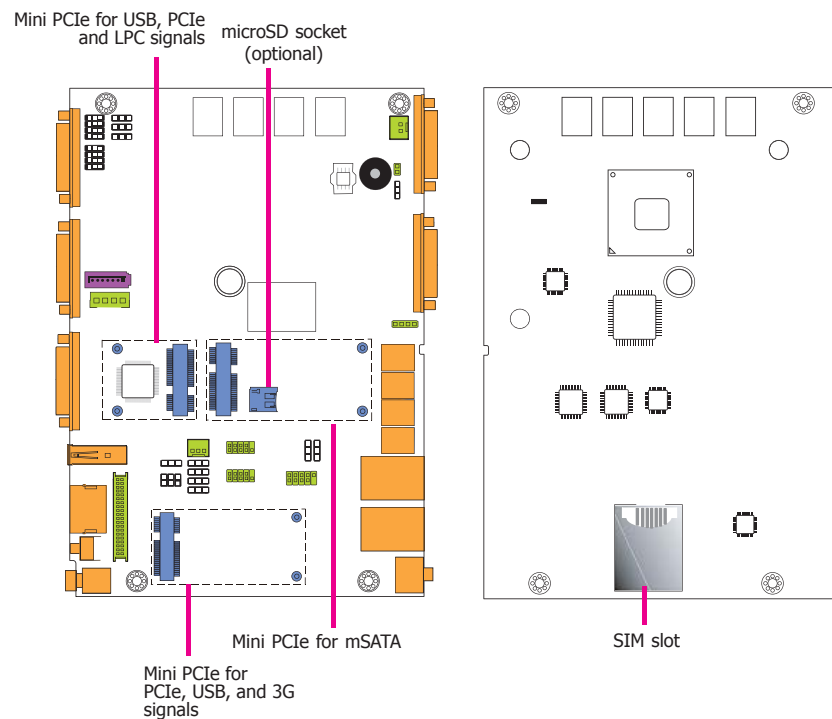 Mini PCIe for USB, PCIe
and LPC signals
microSD socket
(optional)
Mini PCIe for mSATA
SIM slot
Mini PCIe for
PCIe, USB, and 3G
signals